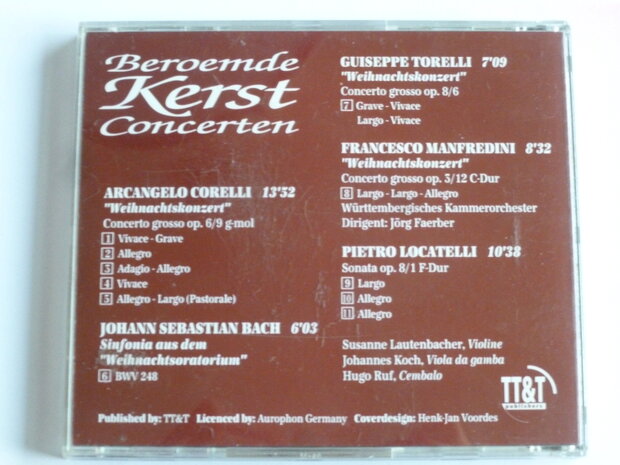 Beroemde
Kerst
Concerten
ARCANGELO CORELLI 13'52
"Weihnachtskonzert"
Concerto grosso op. 6/9 g-mol
1 Vivace - Grave
2 Allegro
3 Adagio - Allegro
4 Vivace
5 Allegro - Largo (Pastorale)
JOHANN SEBASTIAN BACH 6'03
Sinfonia aus dem
"Weihnachtsoratorium"
6 BWV 248
GUISEPPE TORELLI 7'09
"Weihnachtskonzert"
Concerto grosso op. 8/6
7 Grave - Vivace
Largo - Vivace
FRANCESCO MANFREDINI 8'32
"Weihnachtskonzert"
Concerto grosso op. 3/12 C-Dur
8 Largo - Largo - Allegro
Württembergisches Kammerorchester
Dirigent: Jörg Faerber
PIETRO LOCATELLI 10'38
Sonata op. 8/1 F-Dur
9 Largo
10 Allegro
11 Allegro
Susanne Lautenbacher, Violine
Johannes Koch, Viola da gamba
Hugo Ruf, Cembalo
TT&T
publishers
Published by: TT&T Licenced by: Aurophon Germany Coverdesign: Henk-Jan Voordes